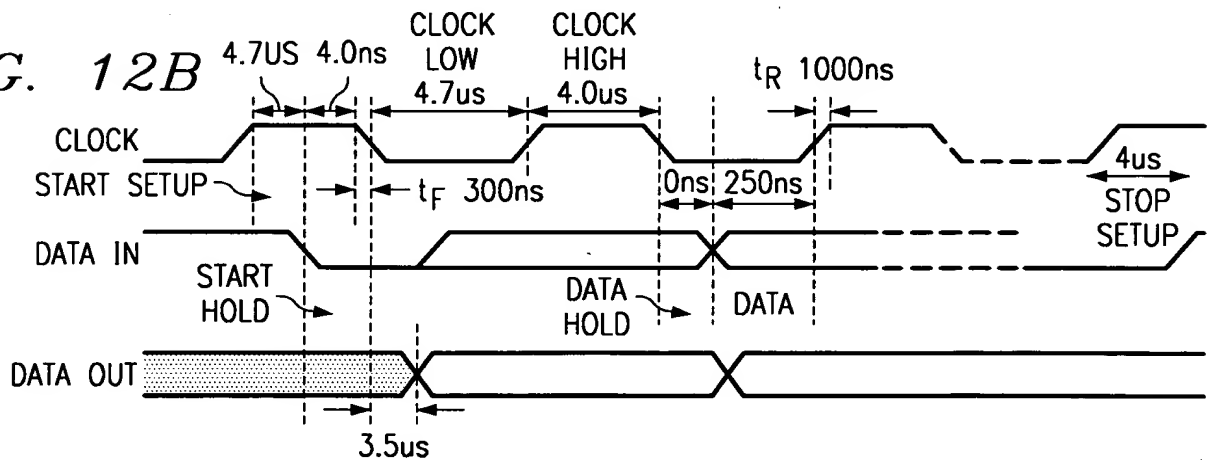 G. 12B
4.7US 4.0ns
CLOCK LOW 4.7us
CLOCK HIGH 4.0us
tR 1000ns
CLOCK
START SETUP
tF 300ns
0ns 250ns
4us
STOP SETUP
DATA IN
START HOLD
DATA HOLD
DATA
DATA OUT
3.5us